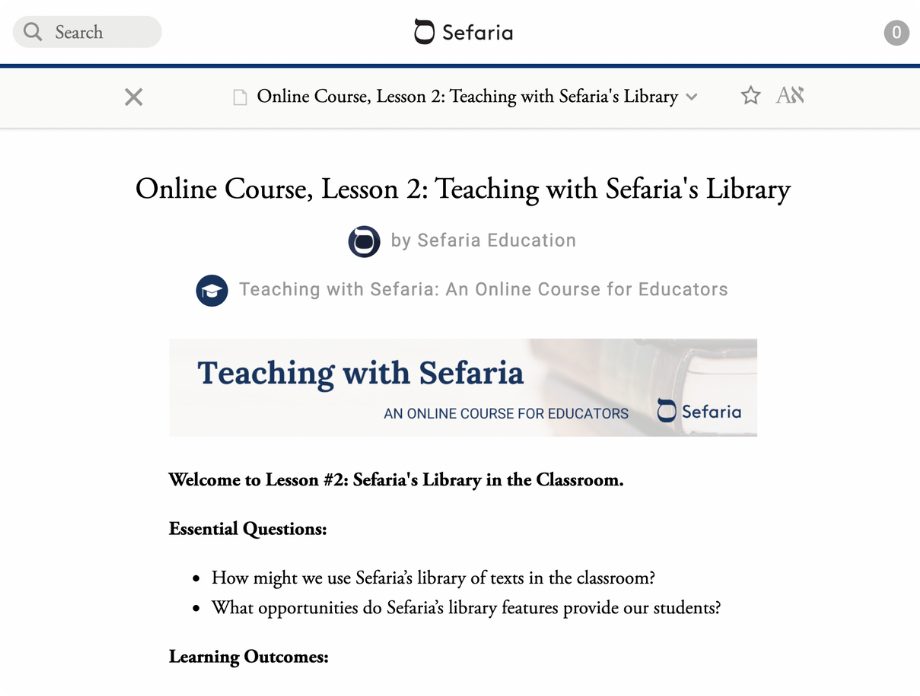 Search
Sefaria
0
Online Course, Lesson 2: Teaching with Sefaria's Library
Aא
Online Course, Lesson 2: Teaching with Sefaria's Library
by Sefaria Education
Teaching with Sefaria: An Online Course for Educators
Teaching with Sefaria
AN ONLINE COURSE FOR EDUCATORS
Sefaria
Welcome to Lesson #2: Sefaria's Library in the Classroom.
Essential Questions:
• How might we use Sefaria’s library of texts in the classroom?
• What opportunities do Sefaria’s library features provide our students?
Learning Outcomes: